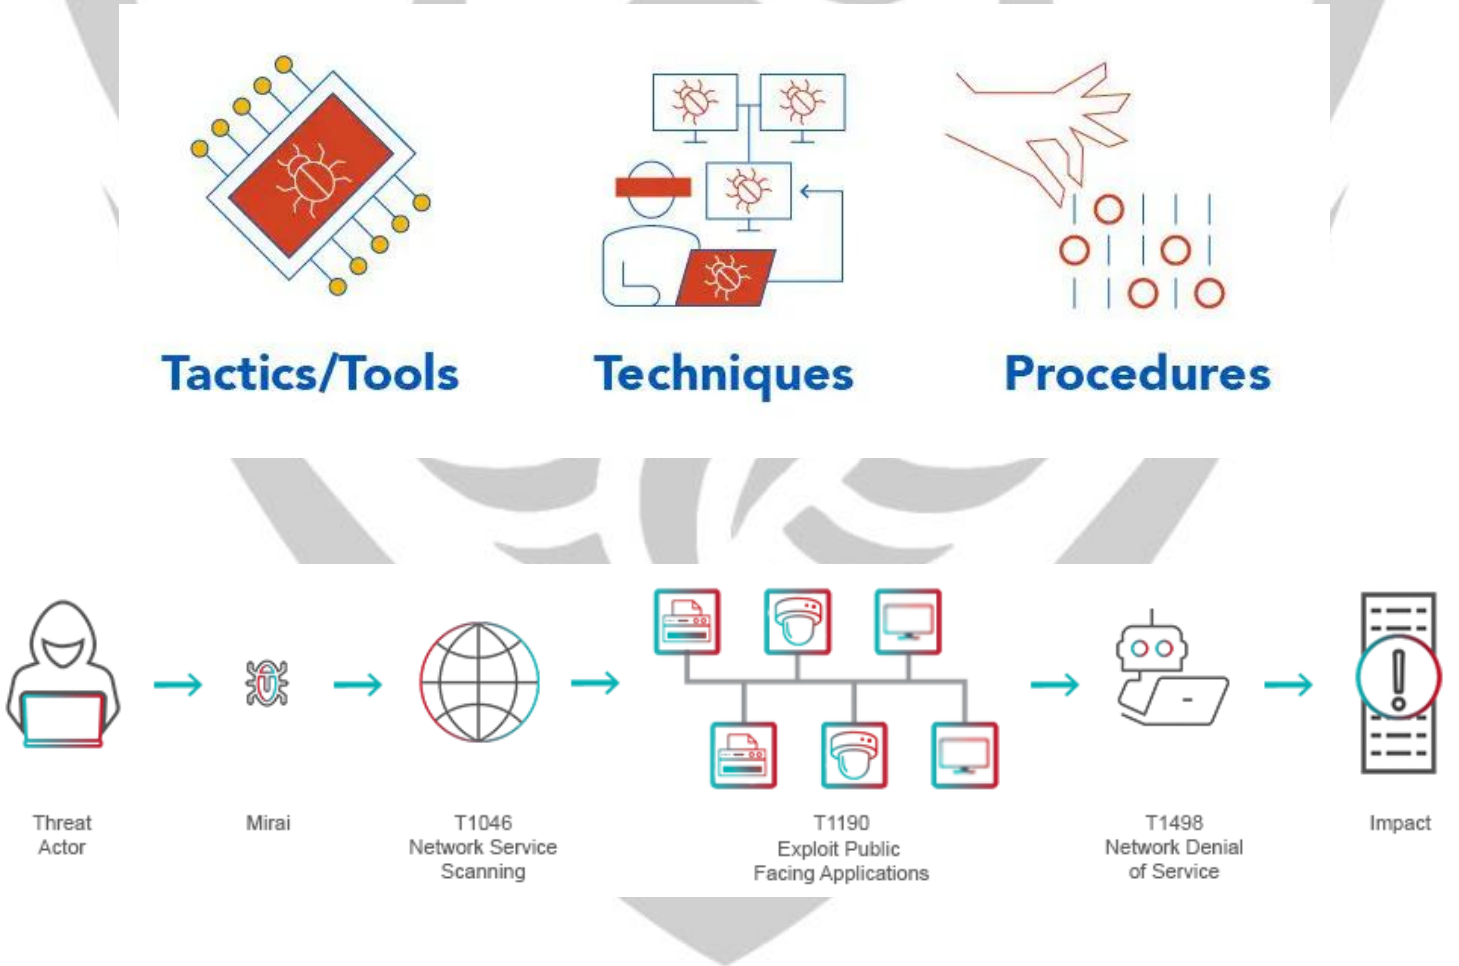 Tactics/Tools
Techniques
Procedures
Threat
Actor
Mirai
T1046
Network Service
Scanning
T1190
Exploit Public
Facing Applications
T1498
Network Denial
of Service
Impact